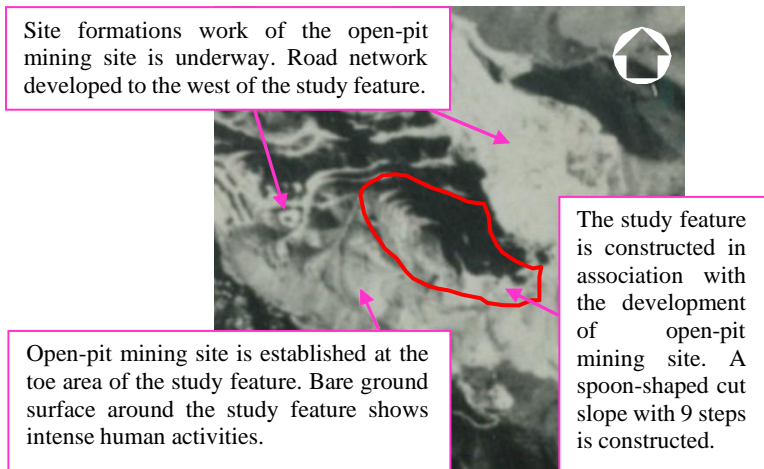 Site formations work of the open-pit
mining site is underway. Road network
developed to the west of the study feature.
The study feature
is constructed in
association with
the development
of open-pit
mining site. A
spoon-shaped cut
slope with 9 steps
is constructed.
Open-pit mining site is established at the
toe area of the study feature. Bare ground
surface around the study feature shows
intense human activities.